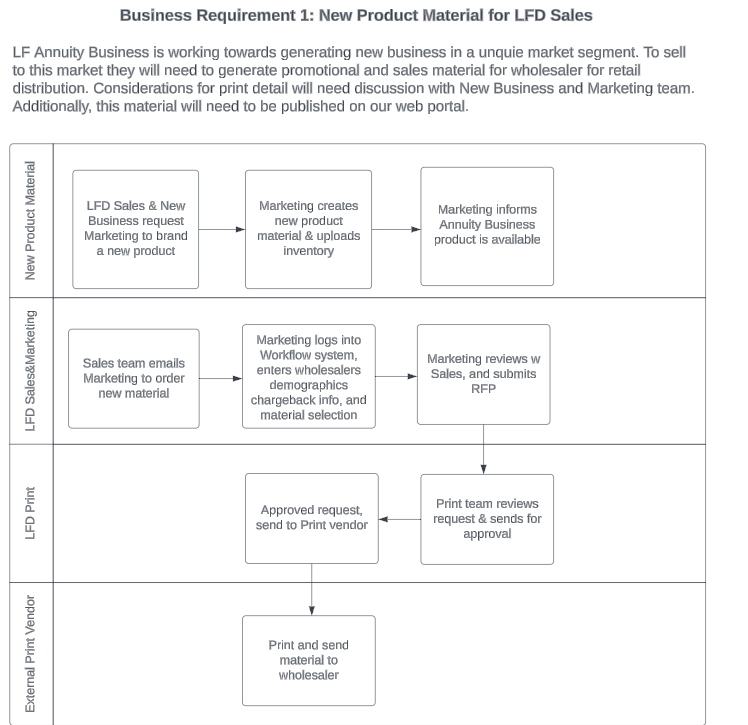 Business Requirement 1: New Product Material for LFD Sales
LF Annuity Business is working towards generating new business in a unquie market segment. To sell
to this market they will need to generate promotional and sales material for wholesaler for retail
distribution. Considerations for print detail will need discussion with New Business and Marketing team.
Additionally, this material will need to be published on our web portal.
New Product Material
LFD Sales & New
Business request
Marketing to brand
a new product
Marketing creates
new product
material & uploads
inventory
Marketing informs
Annuity Business
product is available
LFD Sales&Marketing
Sales team emails
Marketing to order
new material
Marketing logs into
Workflow system,
enters wholesalers
demographics
chargeback info, and
material selection
Marketing reviews w
Sales, and submits
RFP
LFD Print
Approved request,
send to Print vendor
Print team reviews
request & sends for
approval
External Print Vendor
Print and send
material to
wholesaler